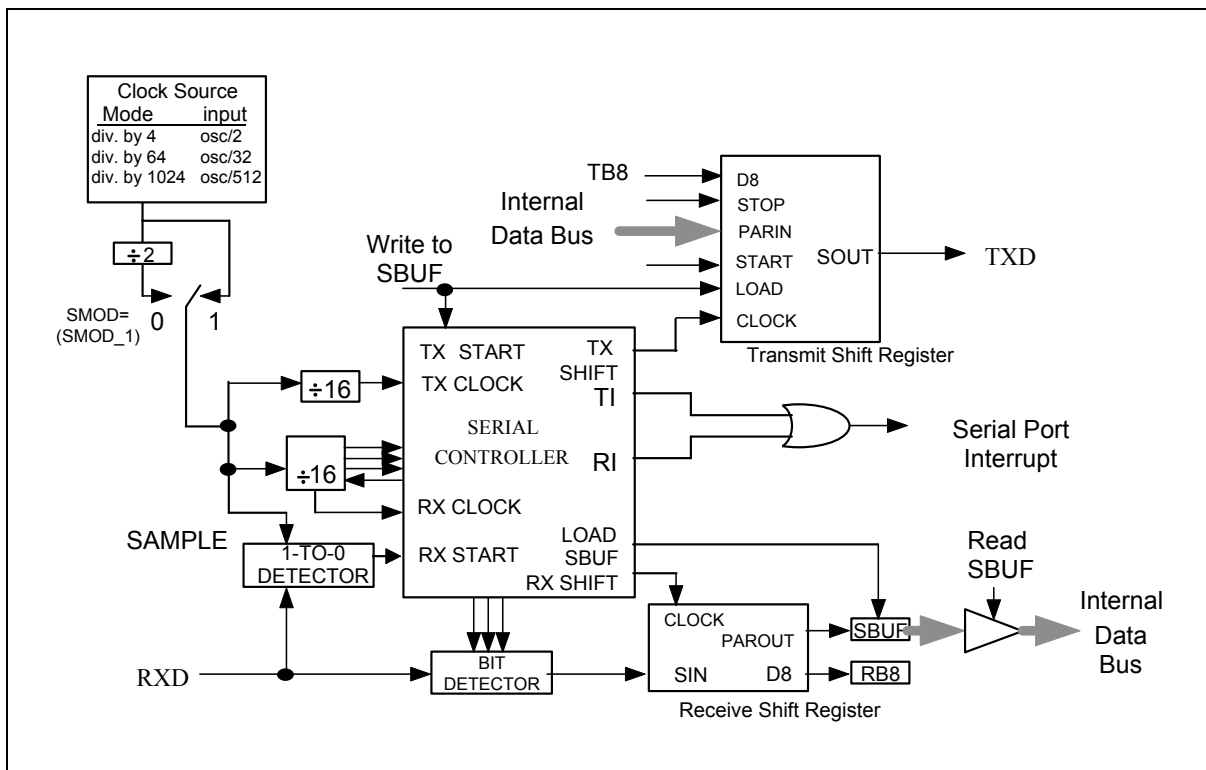 Clock Source
Mode input
div. by 4 osc/2
div. by 64 osc/32
div. by 1024 osc/512
÷2
SMOD=
(SMOD_1)
0 1
Write to
SBUF
TB8
Internal
Data Bus
D8
STOP
PARIN
START
LOAD
CLOCK
SOUT
TXD
Transmit Shift Register
÷16
÷16
TX START
TX CLOCK
SERIAL
CONTROLLER
RX CLOCK
RX START
TX
SHIFT
TI
RI
LOAD
SBUF
RX SHIFT
Serial Port
Interrupt
SAMPLE
1-TO-0
DETECTOR
RXD
BIT
DETECTOR
CLOCK
PAROUT
SIN D8
Receive Shift Register
SBUF
RB8
Read
SBUF
Internal
Data
Bus